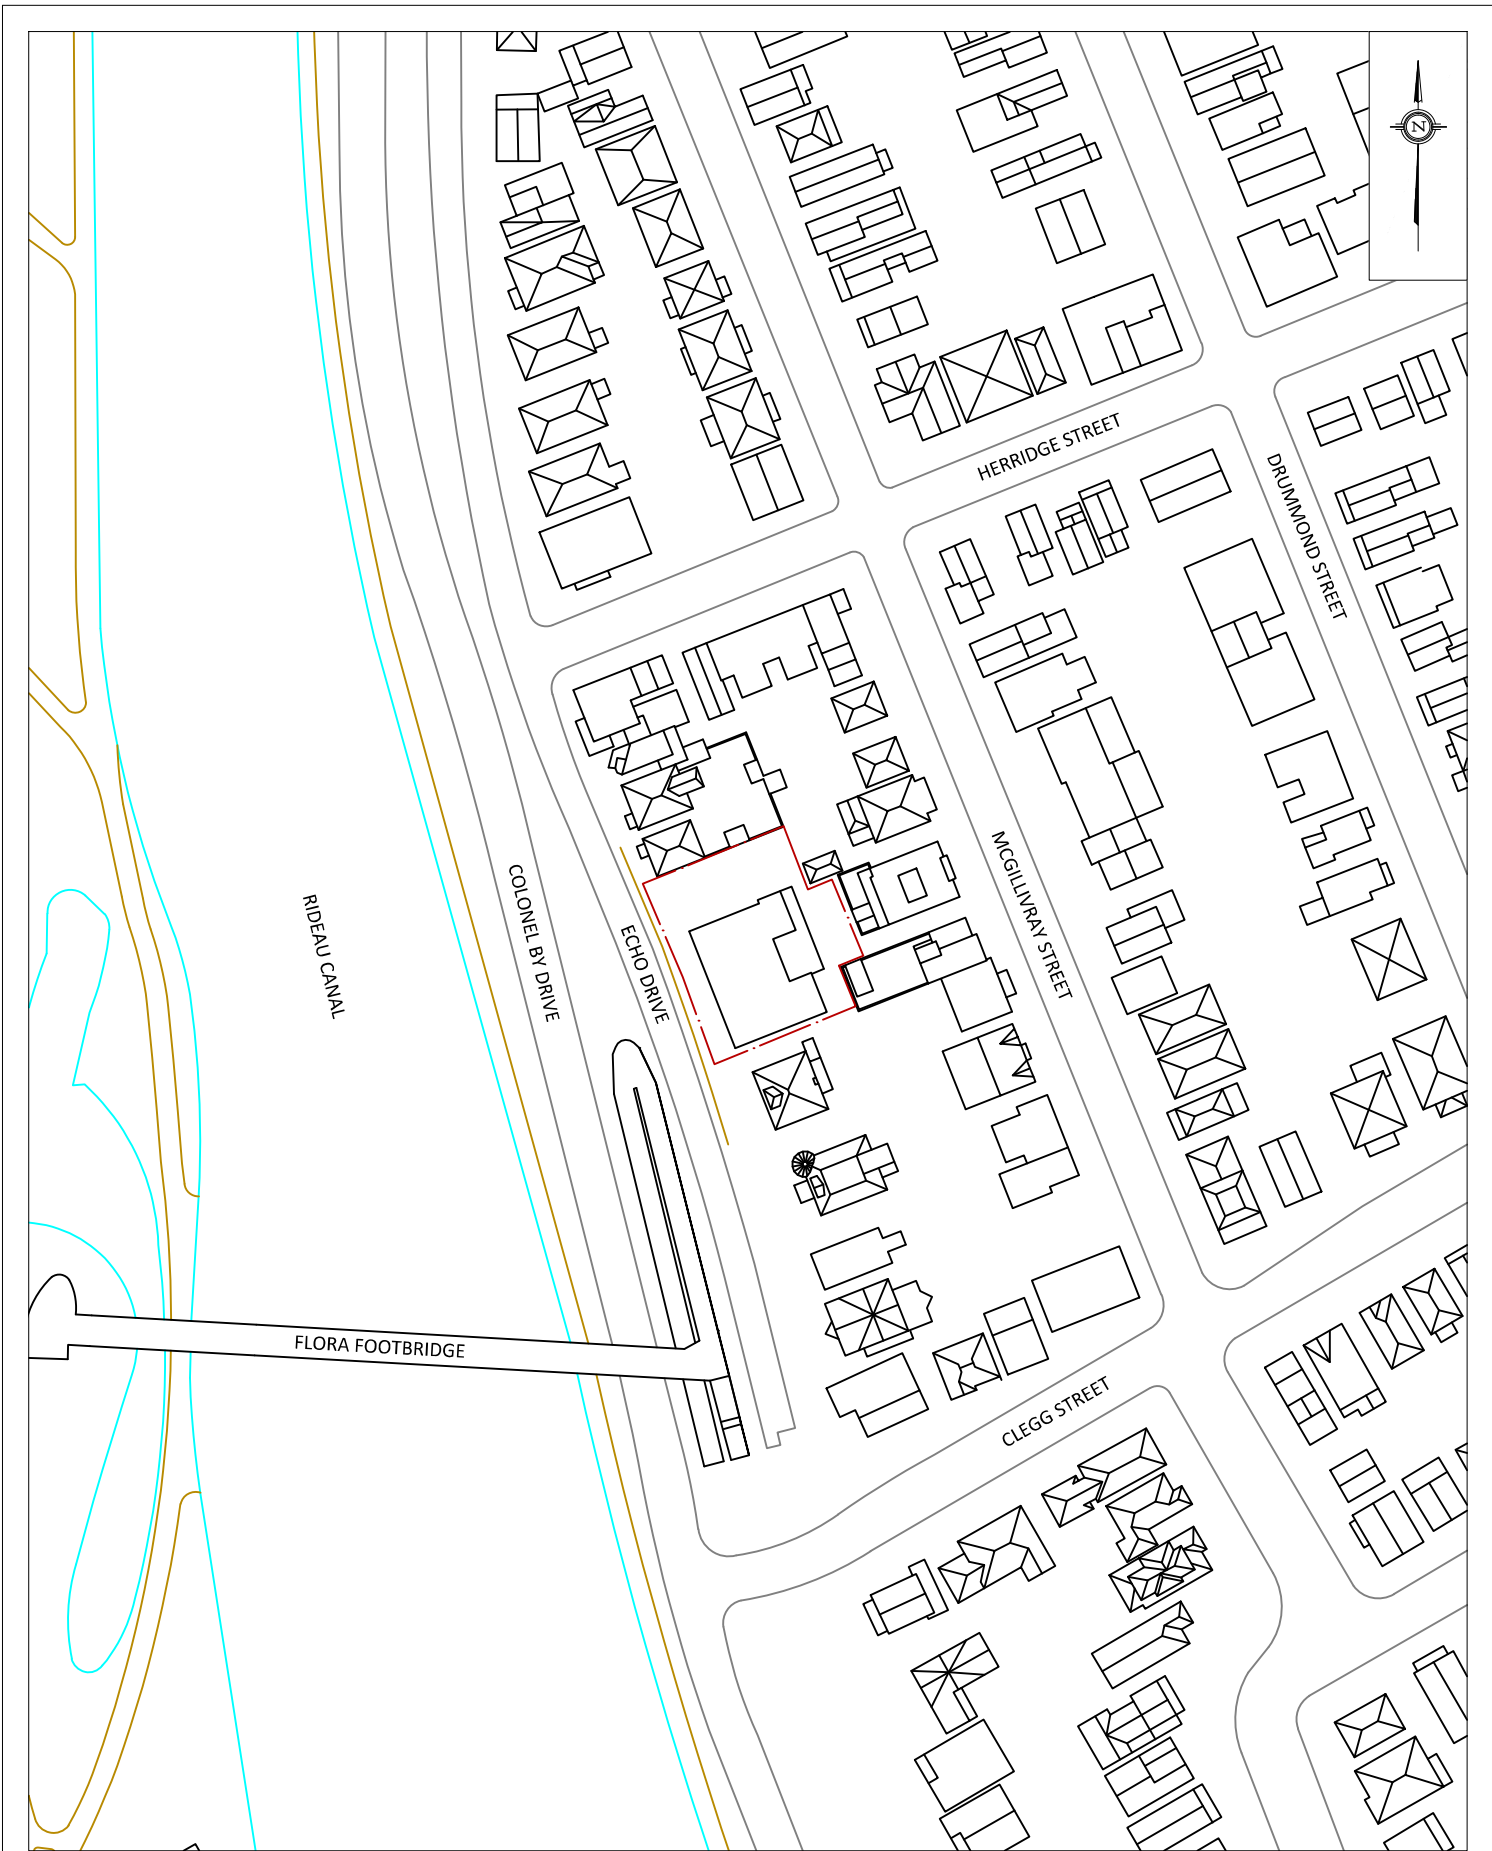 N
HERRIDGE STREET
DRUMMOND STREET
MCGILLIVRAY STREET
COLONEL BY DRIVE
RIDEAU CANAL
ECHO DRIVE
FLORA FOOTBRIDGE
CLEGG STREET